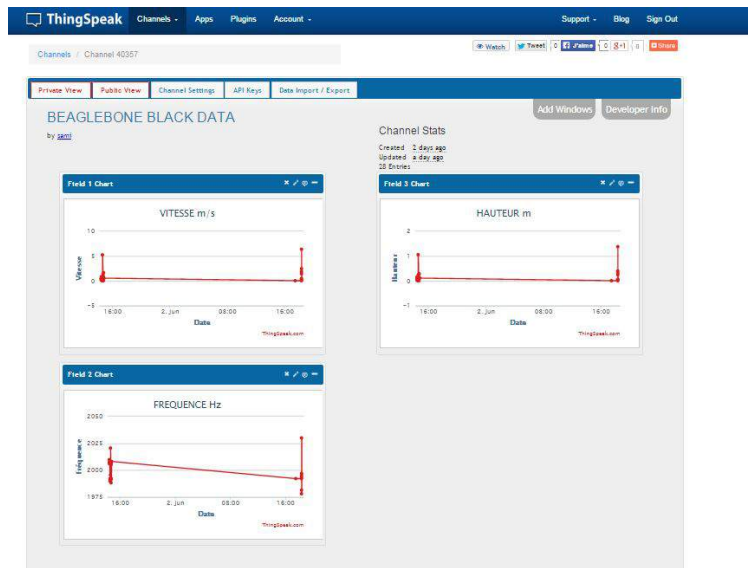 ThingSpeak Channels Apps Plugins Account Support Blog Sign Out
Channels / Channel 40357
Watch Tweet 0 J'aime 0 g+1 0 Share
Private View Public View Channel Settings API Keys Data Import / Export
Add Windows Developer Info
BEAGLEBONE BLACK DATA
by sami
Channel Stats
Created 2 days ago
Updated a day ago
28 Entries
Field 1 Chart
VITESSE m/s
10
5
0
-5
Vitesse
16:00 2. Jun 08:00 16:00
Date
ThingSpeak.com
Field 3 Chart
HAUTEUR m
2
1
0
-1
Hauteur
16:00 2. Jun 08:00 16:00
Date
ThingSpeak.com
Field 2 Chart
FREQUENCE Hz
2050
2025
2000
1975
Fréquence
16:00 2. Jun 08:00 16:00
Date
ThingSpeak.com